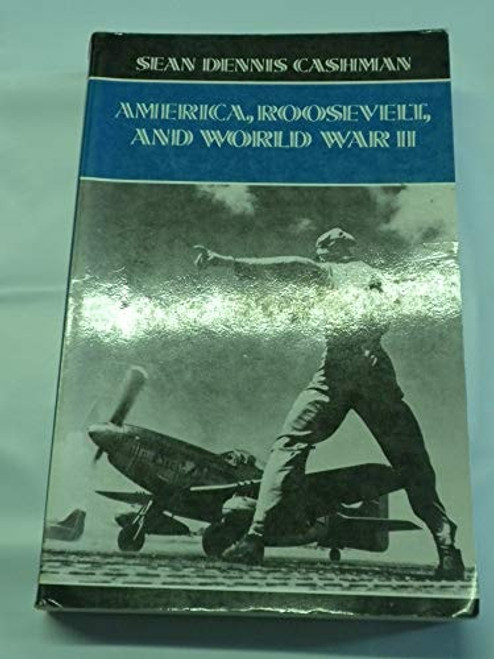 SEAN DENNIS CASHMAN
AMERICA, ROOSEVELT,
AND WORLD WAR II